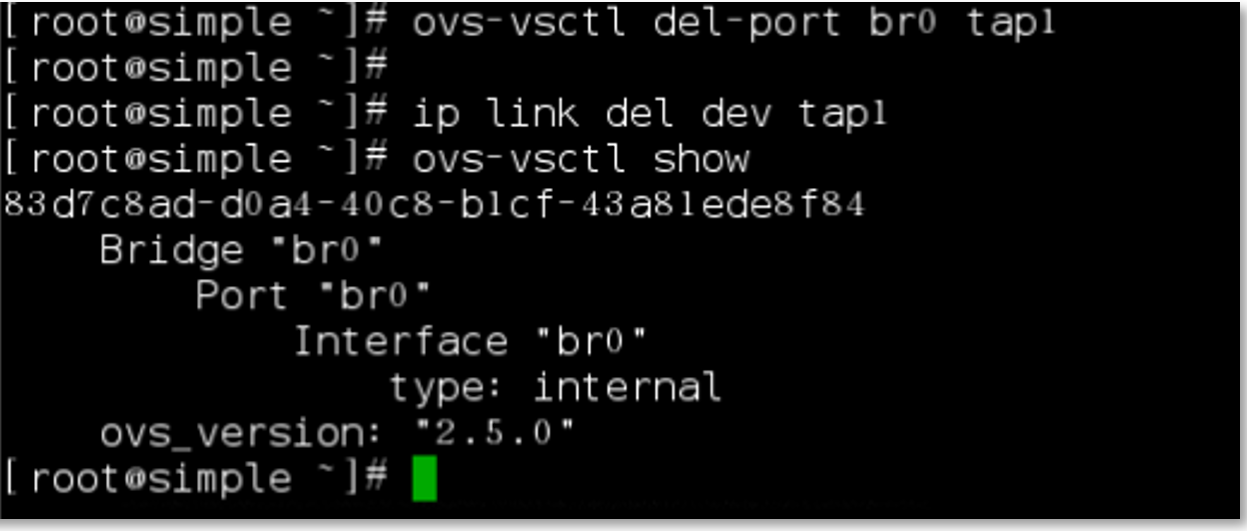 [root@simple ~]# ovs-vsctl del-port br0 tap1
[root@simple ~]#
[root@simple ~]# ip link del dev tap1
[root@simple ~]# ovs-vsctl show
83d7c8ad-d0a4-40c8-b1cf-43a81ede8f84
    Bridge "br0"
        Port "br0"
            Interface "br0"
                type: internal
    ovs_version: "2.5.0"
[root@simple ~]#